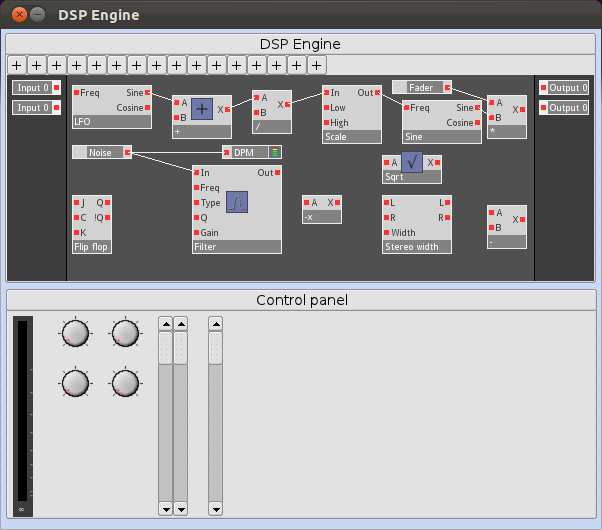 DSP Engine
DSP Engine
+ + + + + + + + + + + + + + + +
Input 0
Input 0
Freq Sine
Cosine
LFO
A X
B
+
+
A X
B
/
In Out
Low
High
Scale
Fader
Freq Sine
Cosine
Sine
A X
B
*
Output 0
Output 0
Noise
DPM
In Out
Freq
Type
Q
Gain
Filter
A X
√
Sqrt
J Q
C !Q
K
Flip flop
A X
-x
L L
R R
Width
Stereo width
A X
B
-
Control panel
∞